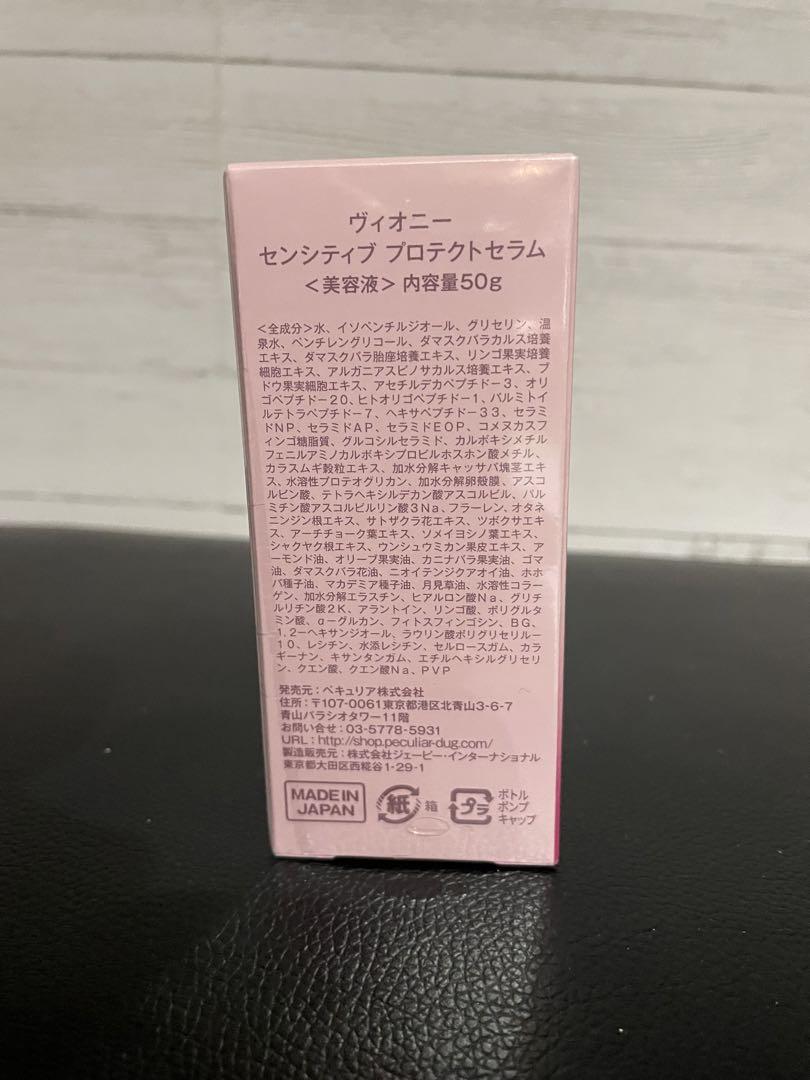 ヴィオニー
センシティブ プロテクトセラム
＜美容液＞ 内容量50g
＜全成分＞水、イソペンチルジオール、グリセリン、温
泉水、ペンチレングリコール、ダマスクバラカルス培養
エキス、ダマスクバラ胎座培養エキス、リンゴ果実培養
細胞エキス、アルガニアスピノサカルス培養エキス、ブ
ドウ果実細胞エキス、アセチルデカペプチド－3、オリ
ゴペプチド－20、ヒトオリゴペプチド－1、パルミトイ
ルテトラペプチド－7、ヘキサペプチド－33、セラミ
ドNP、セラミドAP、セラミドEOP、コメヌカスフ
ィンゴ糖脂質、グルコシルセラミド、カルボキシメチル
フェニルアミノカルボキシプロピルホスホン酸メチル、
カラスムギ穀粒エキス、加水分解キャッサバ塊茎エキ
ス、水溶性プロテオグリカン、加水分解卵殻膜、アスコ
ルビン酸、テトラヘキシルデカン酸アスコルビル、パル
ミチン酸アスコルビルリン酸3Na、フラーレン、オタネ
ニンジン根エキス、サトザクラ花エキス、ツボクサエキ
ス、アーチチョーク葉エキス、ソメイヨシノ葉エキス、
シャクヤク根エキス、ウンシュウミカン果皮エキス、ア
ーモンド油、オリーブ果実油、カニナバラ果実油、ゴマ
油、ダマスクバラ花油、ニオイテンジクアオイ油、ホホ
バ種子油、マカデミア種子油、月見草油、水溶性コラー
ゲン、加水分解エラスチン、ヒアルロン酸Na、グリチ
ルリチン酸2K、アラントイン、リンゴ酸、ポリグルタ
ミン酸、α－グルカン、フィトスフィンゴシン、BG、
1,2－ヘキサンジオール、ラウリン酸ポリグリセリル－
10、レシチン、水添レシチン、セルロースガム、カラ
ギーナン、キサンタンガム、エチルヘキシルグリセリ
ン、クエン酸、クエン酸Na、PVP
発売元：ペキュリア株式会社
住所：〒107-0061東京都港区北青山3-6-7
青山パラシオタワー11階
お問い合せ：03-5778-5931
URL：http://shop.peculiar-dug.com/
製造販売元：株式会社ジェーピー・インターナショナル
東京都大田区西糀谷1-29-1
MADE IN
JAPAN
紙
箱
プラ
ボトル
ポンプ
キャップ